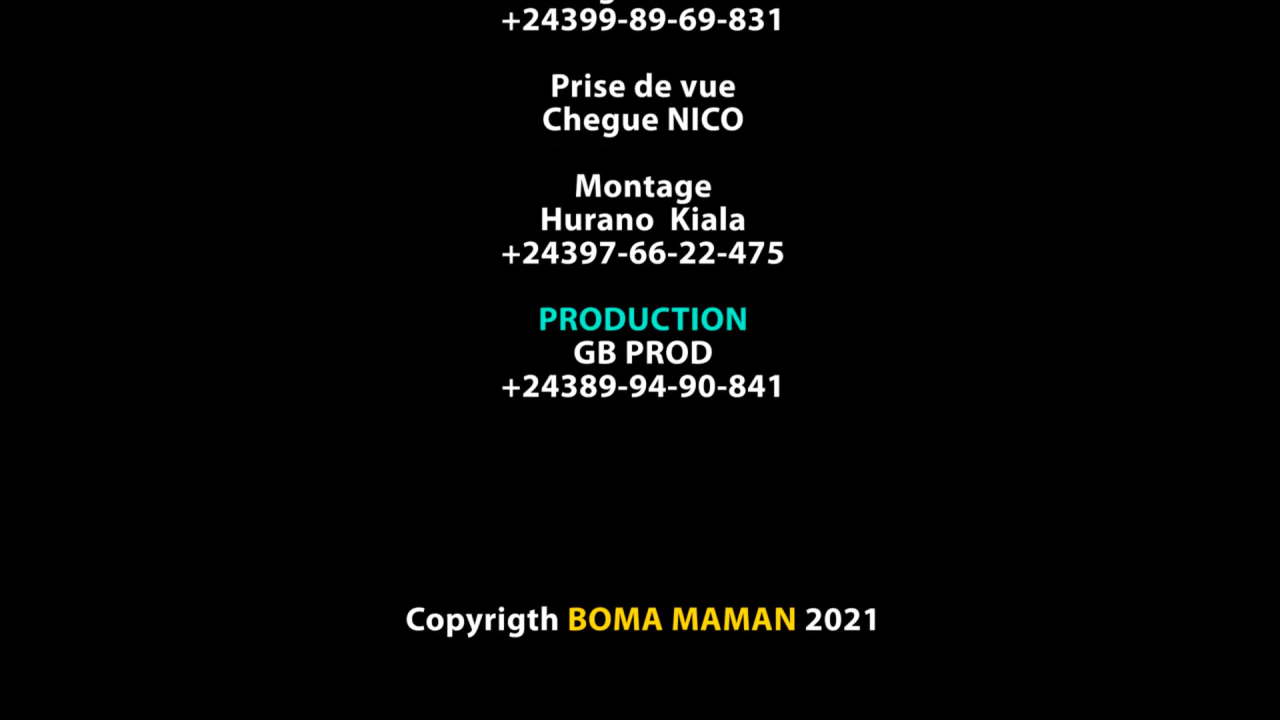 +24399-89-69-831
Prise de vue
Chegue NICO
Montage
Hurano Kiala
+24397-66-22-475
PRODUCTION
GB PROD
+24389-94-90-841
Copyrigth BOMA MAMAN 2021